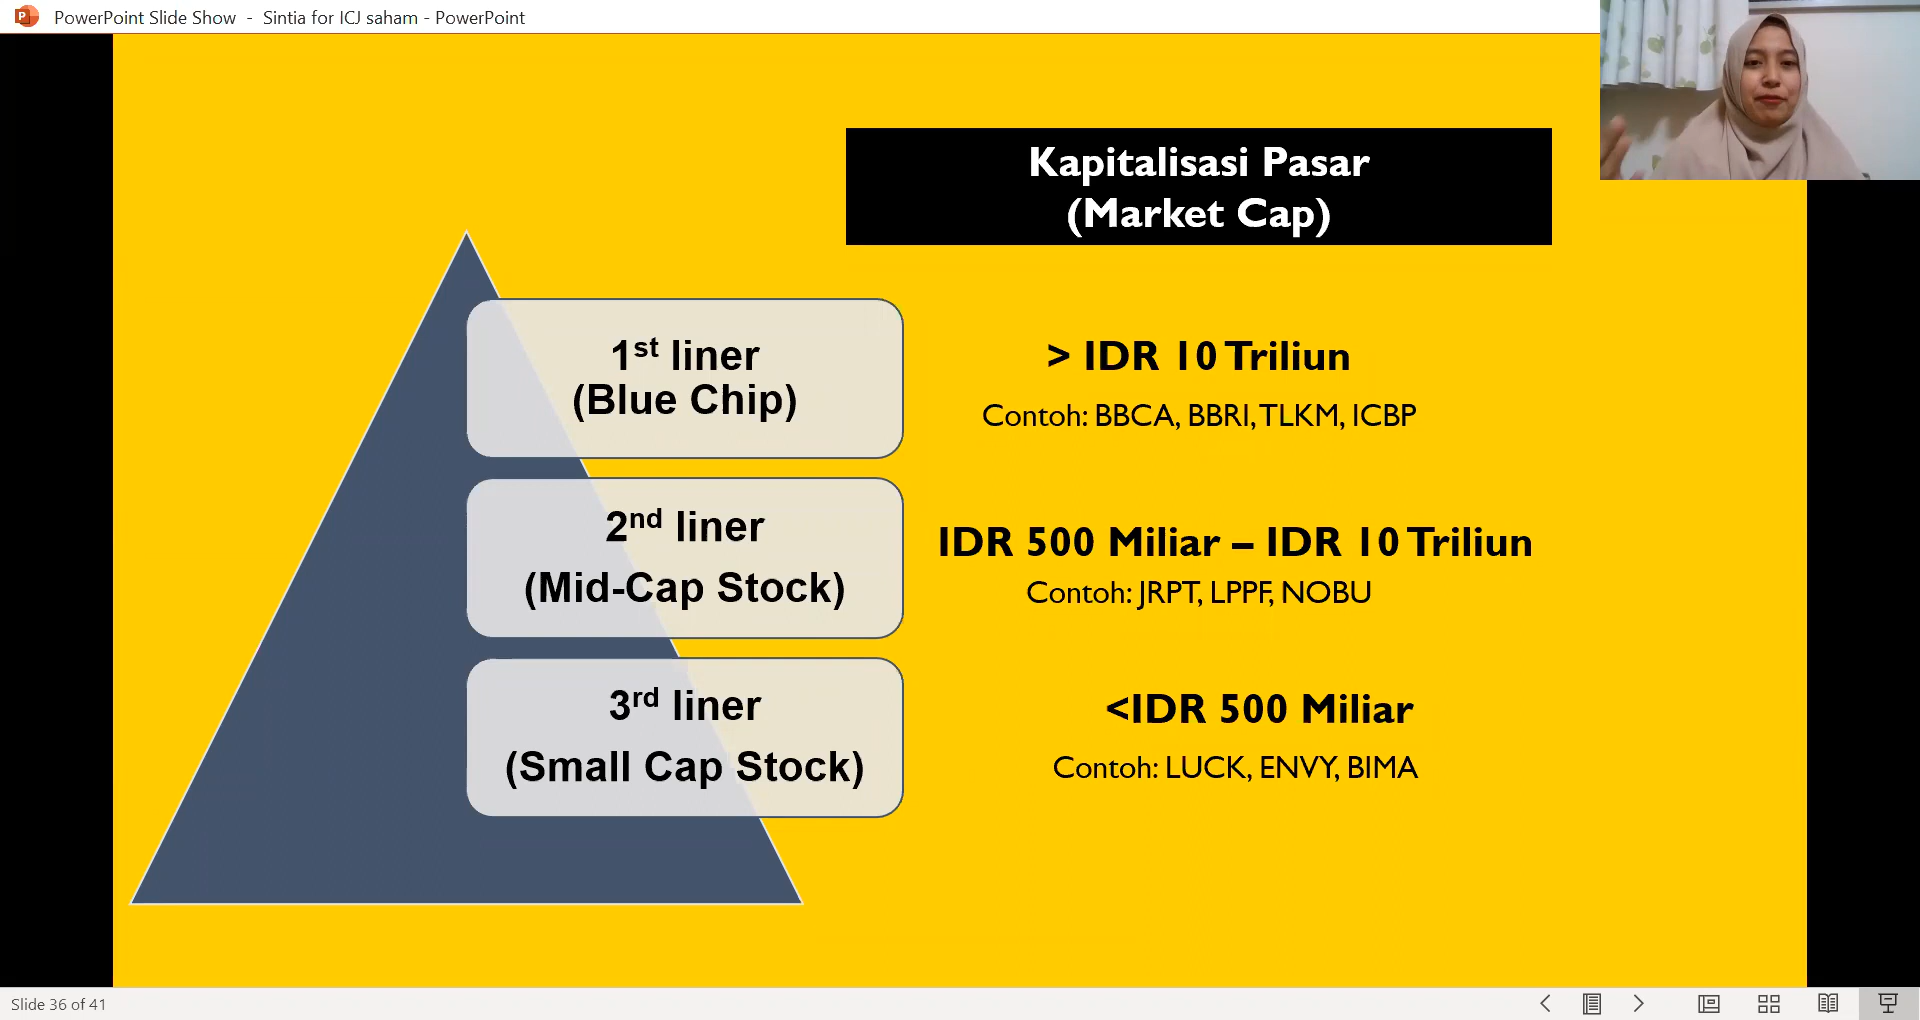 PowerPoint Slide Show - Sintia for ICJ saham - PowerPoint
Kapitalisasi Pasar
(Market Cap)
1st liner
(Blue Chip)
> IDR 10 Triliun
Contoh: BBCA, BBRI, TLKM, ICBP
2nd liner
(Mid-Cap Stock)
IDR 500 Miliar – IDR 10 Triliun
Contoh: JRPT, LPPF, NOBU
3rd liner
(Small Cap Stock)
<IDR 500 Miliar
Contoh: LUCK, ENVY, BIMA
Slide 36 of 41